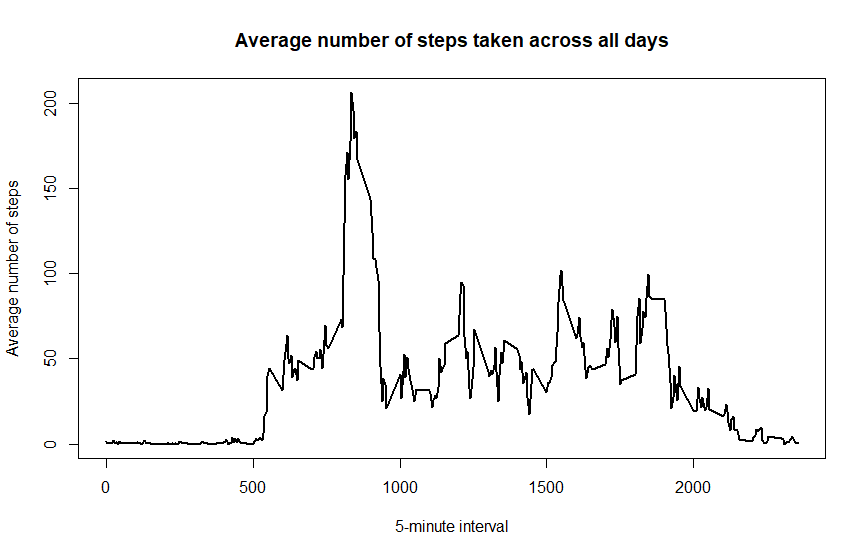 Average number of steps taken across all days
Average number of steps
200
150
100
50
0
0 500 1000 1500 2000
5-minute interval